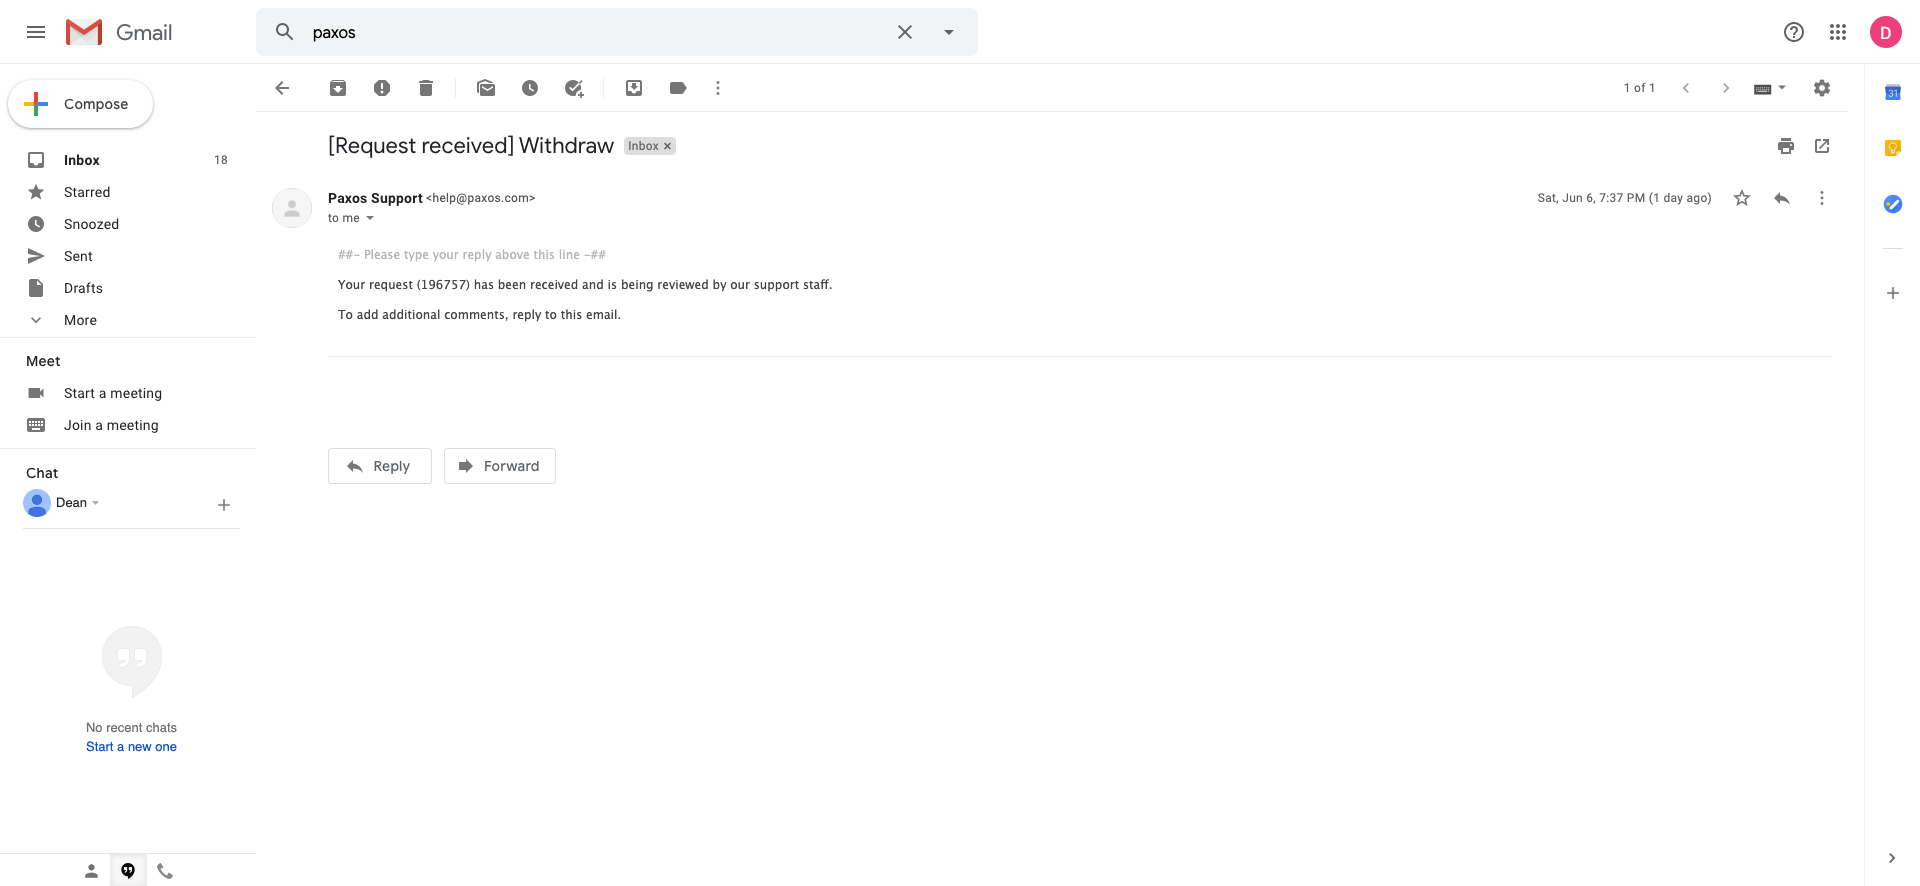 Gmail
paxos
D
Compose
1 of 1
31
Inbox 18
Starred
Snoozed
Sent
Drafts
More
Meet
Start a meeting
Join a meeting
Chat
Dean
No recent chats
Start a new one
[Request received] Withdraw Inbox ×
Paxos Support <help@paxos.com>
Sat, Jun 6, 7:37 PM (1 day ago)
to me
##- Please type your reply above this line -##
Your request (196757) has been received and is being reviewed by our support staff.
To add additional comments, reply to this email.
Reply
Forward